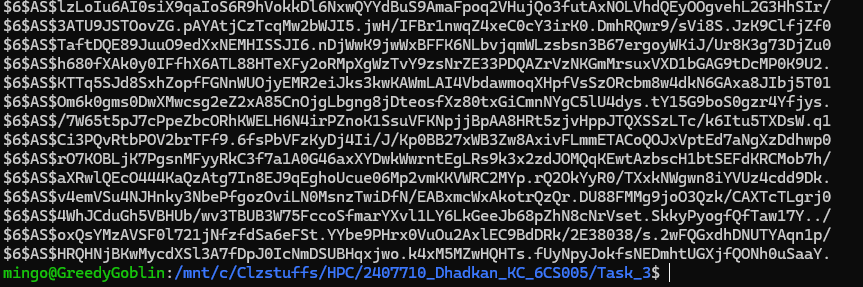 $6$AS$lzLoIu6AI0siX9qaIoS6R9hVokkDl6NxwQYYdBuS9AmaFpoq2VHujQo3futAxNOLVhdQEyOOgvehL2G3HhSIr/
$6$AS$3ATU9JSTOovZG.pAYAtjCzTcqMw2bWJI5.jwH/IFBr1nwqZ4xeC0cY3irK0.DmhRQwr9/sVi8S.JzK9ClfjZf0
$6$AS$TaftDQE89JuuO9edXxNEMHISSJI6.nDjWwK9jwWxBFFK6NLbvjqmWLzsbsn3B67ergoyWKiJ/Ur8K3g73DjZu0
$6$AS$h680fXAk0y0IFfhX6ATL88HTeXFy2oRMpXgWzTvY9zsNrZE33PDQAZrVzNKGmMrsuxVXD1bGAG9tDcMP0K9U2.
$6$AS$KTTq5SJd8SxhZopfFGNnWUOjyEMR2eiJks3kwKAWmLAI4VbdawmoqXHpfVsSzORcbm8w4dkN6GAxa8JIbj5T01
$6$AS$Om6k0gms0DwXMwcsg2eZ2xA85CnOjgLbgng8jDteosfXz80txGiCmnNYgC5lU4dys.tY15G9boS0gzr4Yfjys.
$6$AS$/7W65t5pJ7cPpeZbcORhKWELH6N4irPZnoK1SsuVFKNpjjBpAA8HRt5zjvHppJTQXSSzLTc/k6Itu5TXDsW.q1
$6$AS$Ci3PQvRtbPOV2brTFf9.6fsPbVFzKyDj4Ii/J/Kp0BB27xWB3Zw8AxivFLmmETACoQOJxVptEd7aNgXzDdhwp0
$6$AS$rO7KOBLjK7PgsnMFyyRkC3f7a1A0G46axXYDwkWwrntEgLRs9k3x2zdJOMQqKEwtAzbscH1btSEFdKRCMob7h/
$6$AS$aXRwlQEcO444KaQzAtg7In8EJ9qEghoUcue06Mp2vmKKVWRC2MYp.rQ2OkYyR0/TXxkNWgwn8iYVUz4cdd9Dk.
$6$AS$v4emVSu4NJHnky3NbePfgozOviLN0MsnzTwiDfN/EABxmcWxAkotrQzQr.DU88FMMg9joO3Qzk/CAXTcTLgrj0
$6$AS$4WhJCduGh5VBHUb/wv3TBUB3W75FccoSfmarYXvl1LY6LkGeeJb68pZhN8cNrVset.SkkyPyogfQfTaw17Y../
$6$AS$oxQsYMzAVSF0l721jNfzfdSa6eFSt.YYbe9PHrx0VuOu2AxlEC9BdDRk/2E38038/s.2wFQGxdhDNUTYAqn1p/
$6$AS$HRQHNjBKwMycdXSl3A7fDpJ0IcNmDSUBHqxjwo.k4xM5MZwHQHTs.fUyNpyJokfsNEDmhtUGXjfQONh0uSaaY.
mingo@GreedyGoblin:/mnt/c/Clzstuffs/HPC/2407710_Dhadkan_KC_6CS005/Task_3$